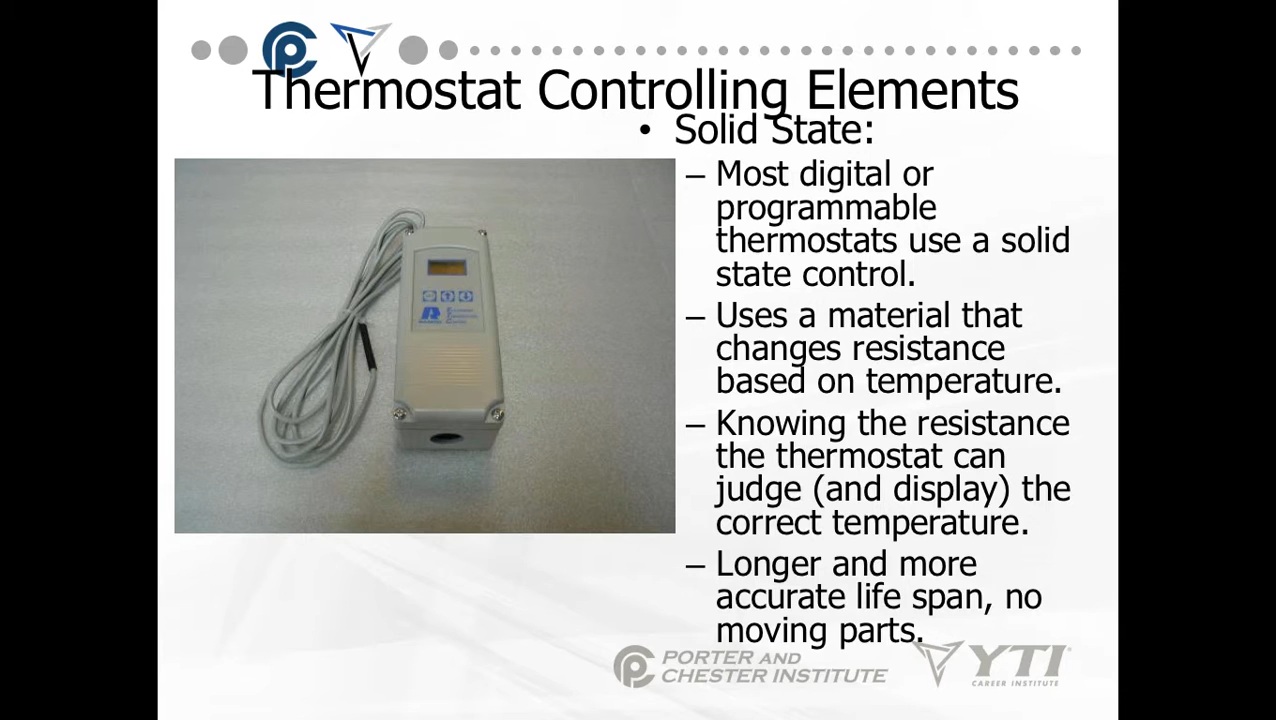 Thermostat Controlling Elements
• Solid State:
– Most digital or
programmable
thermostats use a solid
state control.
– Uses a material that
changes resistance
based on temperature.
– Knowing the resistance
the thermostat can
judge (and display) the
correct temperature.
– Longer and more
accurate life span, no
moving parts.
PORTER AND
CHESTER INSTITUTE
YTI
CAREER INSTITUTE